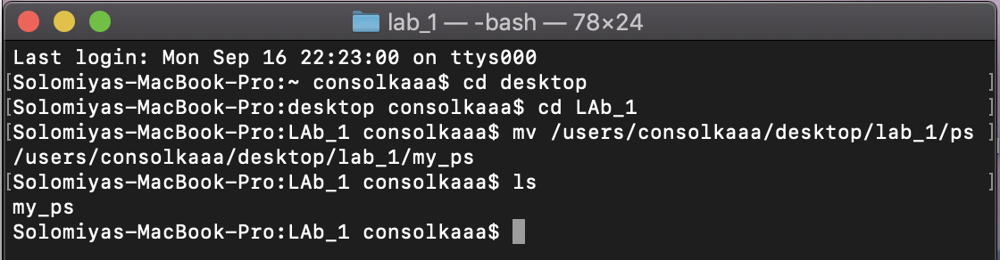 lab_1 — -bash — 78×24
Last login: Mon Sep 16 22:23:00 on ttys000
[Solomiyas-MacBook-Pro:~ consolkaaa$ cd desktop ]
[Solomiyas-MacBook-Pro:desktop consolkaaa$ cd LAb_1 ]
[Solomiyas-MacBook-Pro:LAb_1 consolkaaa$ mv /users/consolkaaa/desktop/lab_1/ps ]
/users/consolkaaa/desktop/lab_1/my_ps
[Solomiyas-MacBook-Pro:LAb_1 consolkaaa$ ls ]
my_ps
Solomiyas-MacBook-Pro:LAb_1 consolkaaa$